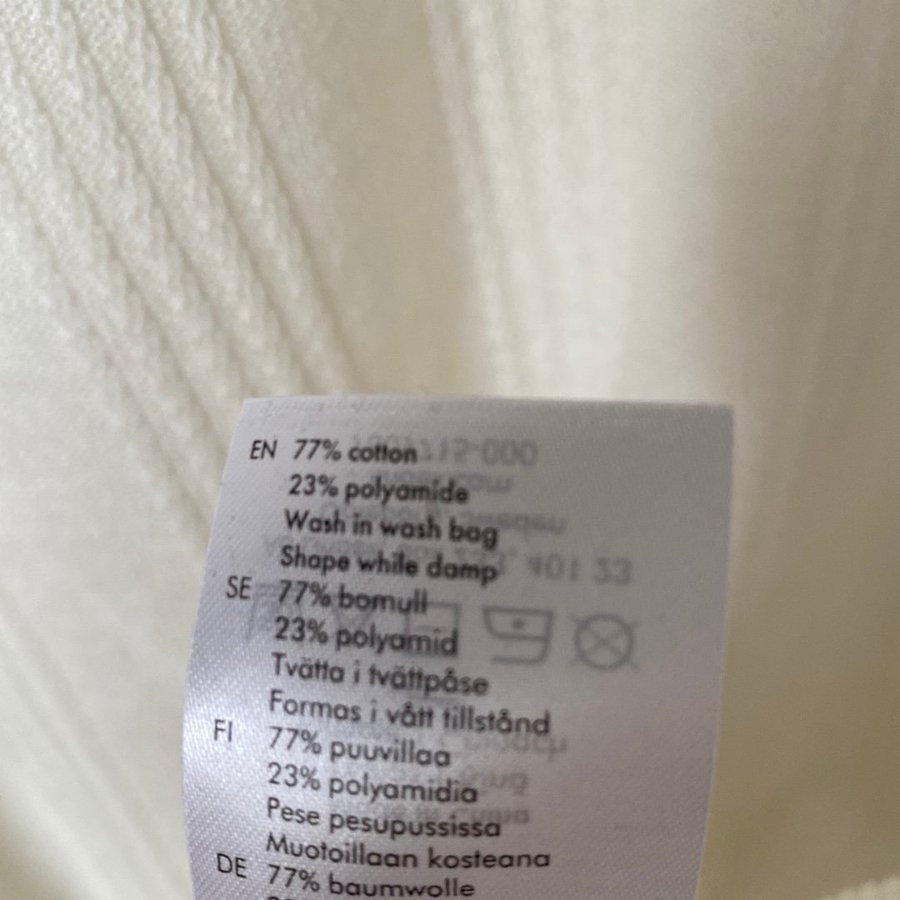 EN 77% cotton
23% polyamide
Wash in wash bag
Shape while damp
SE 77% bomull
23% polyamid
Tvätta i tvättpåse
Formas i vått tillstånd
FI 77% puuvillaa
23% polyamidia
Pese pesupussissa
Muotoillaan kosteana
DE 77% baumwolle